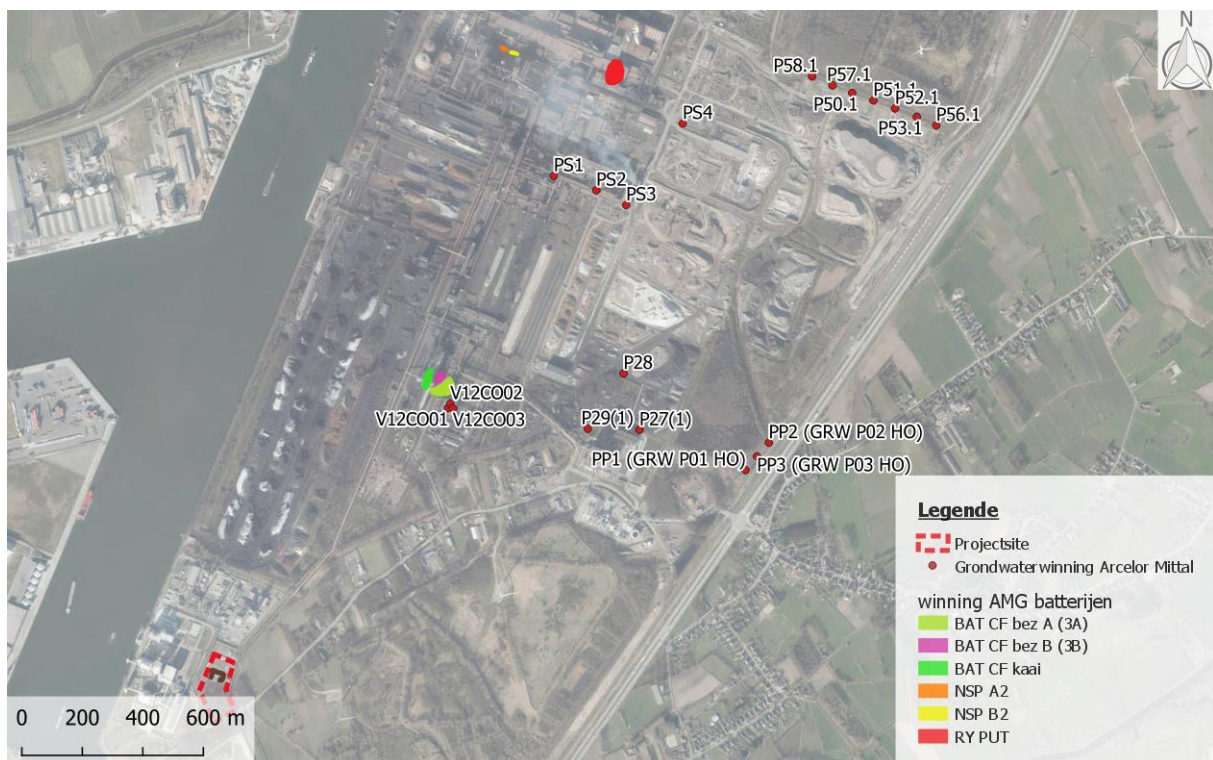 N
P58.1
P57.1
P50.1
P51.1
P52.1
P53.1
P56.1
PS4
PS1
PS2
PS3
P28
V12CO02
V12CO01 V12CO03
P29(1) P27(1)
PP2 (GRW P02 HO)
PP1 (GRW P01 HO)
PP3 (GRW P03 HO)
Legende
Projectsite
Grondwaterwinning Arcelor Mittal
winning AMG batterijen
BAT CF bez A (3A)
BAT CF bez B (3B)
BAT CF kaai
NSP A2
NSP B2
RY PUT
0 200 400 600 m